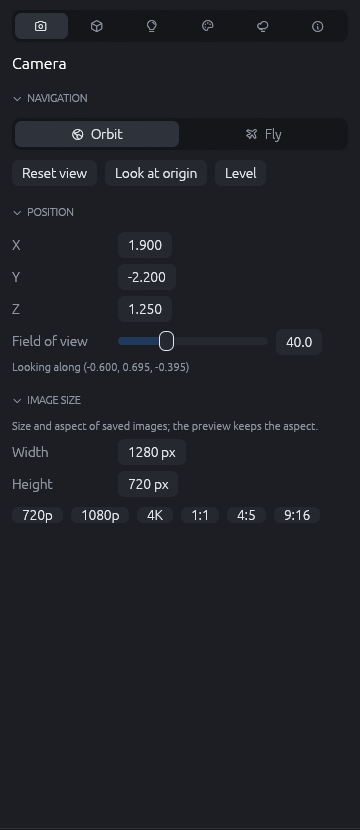 Camera
NAVIGATION
Orbit Fly
Reset view Look at origin Level
POSITION
X 1.900
Y -2.200
Z 1.250
Field of view 40.0
Looking along (-0.600, 0.695, -0.395)
IMAGE SIZE
Size and aspect of saved images; the preview keeps the aspect.
Width 1280 px
Height 720 px
720p 1080p 4K 1:1 4:5 9:16